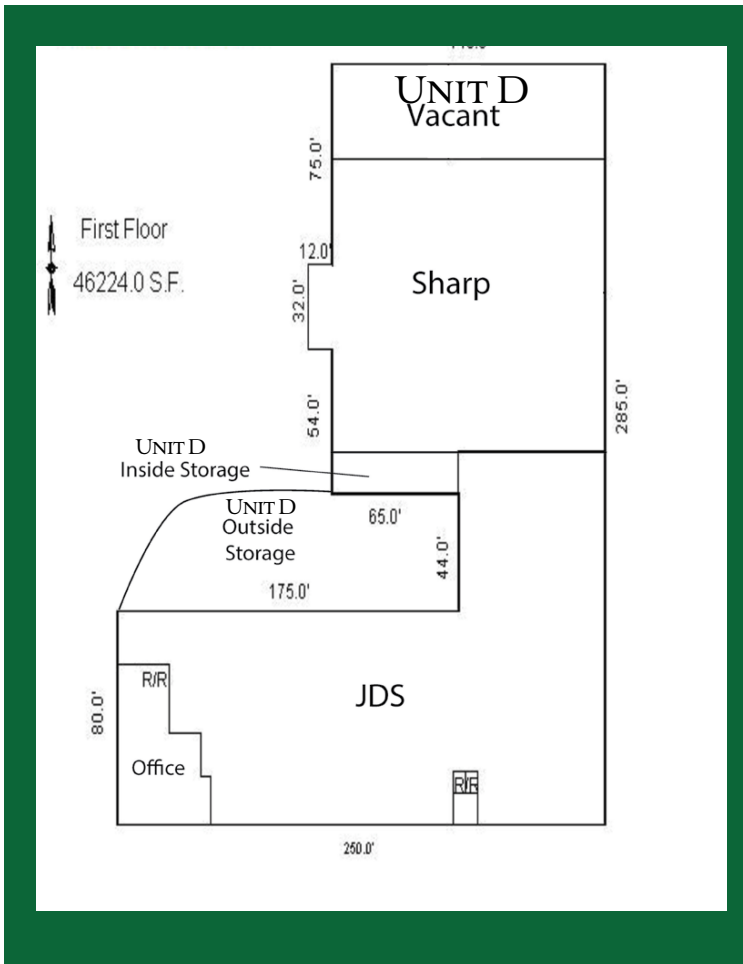 UNIT D
Vacant
75.0'
First Floor
12.0'
46224.0 S.F.
Sharp
32.0'
54.0'
285.0'
UNIT D
Inside Storage
UNIT D
Outside
Storage
65.0'
44.0'
175.0'
R/R
JDS
80.0'
Office
R/R
250.0'